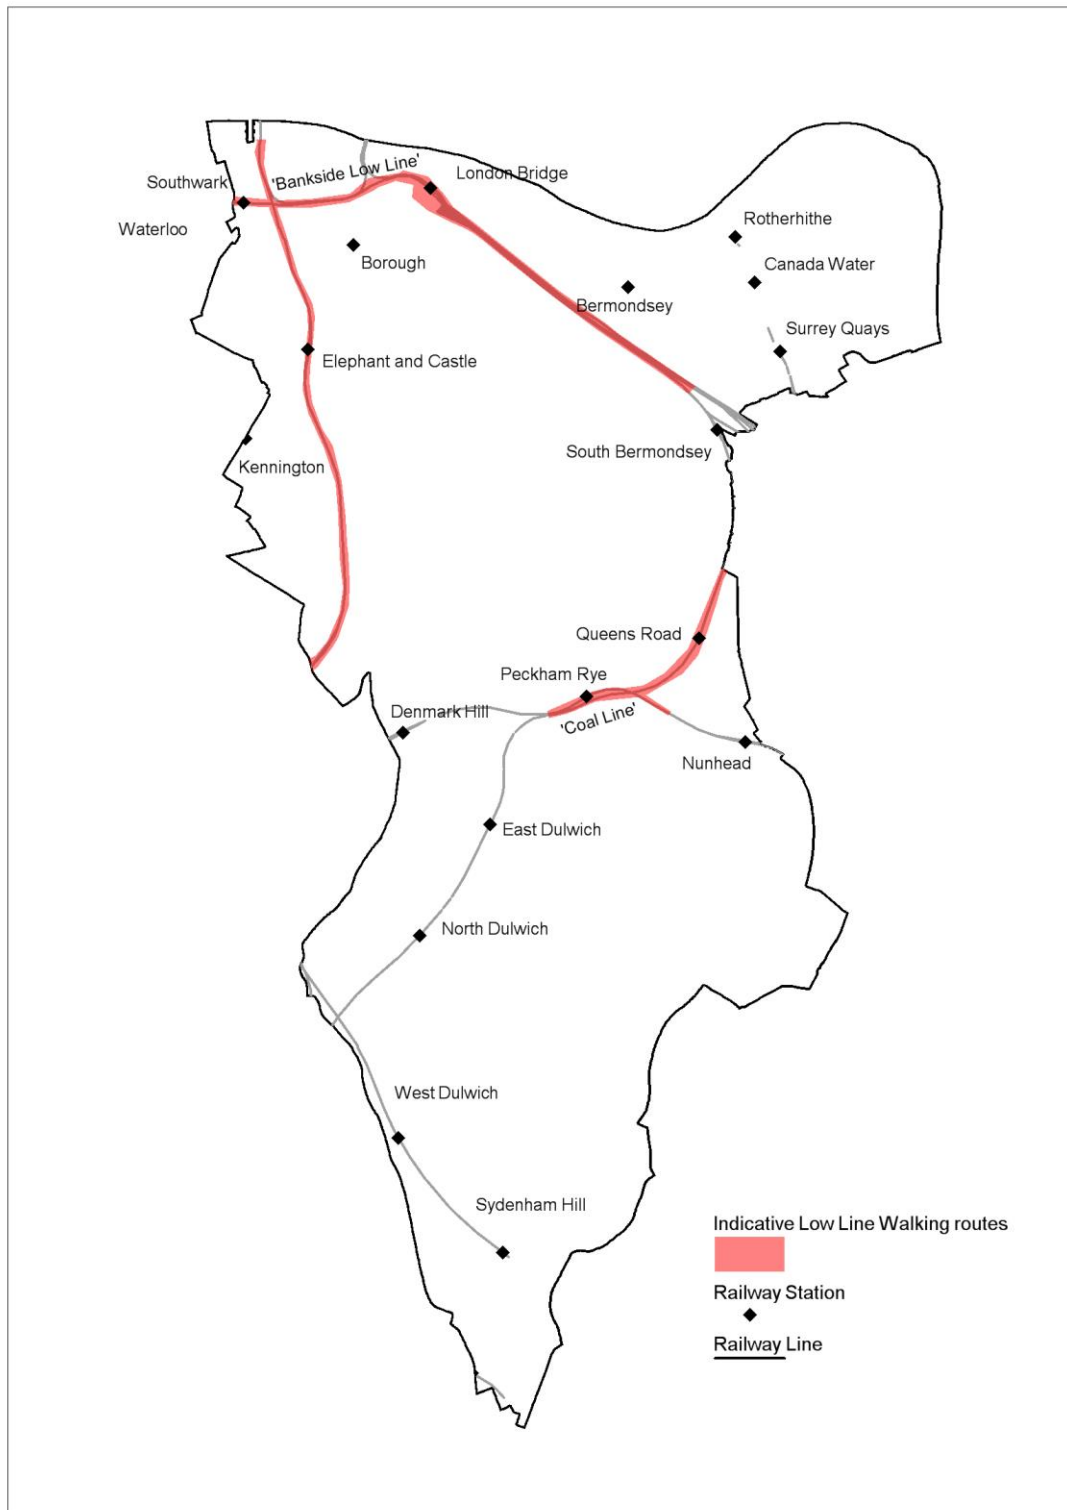 'Bankside Low Line'
London Bridge
Southwark
Waterloo
Rotherhithe
Borough
Canada Water
Bermondsey
Surrey Quays
Elephant and Castle
South Bermondsey
Kennington
Queens Road
Peckham Rye
Denmark Hill
'Coal Line'
Nunhead
East Dulwich
North Dulwich
West Dulwich
Sydenham Hill
Indicative Low Line Walking routes
Railway Station
Railway Line